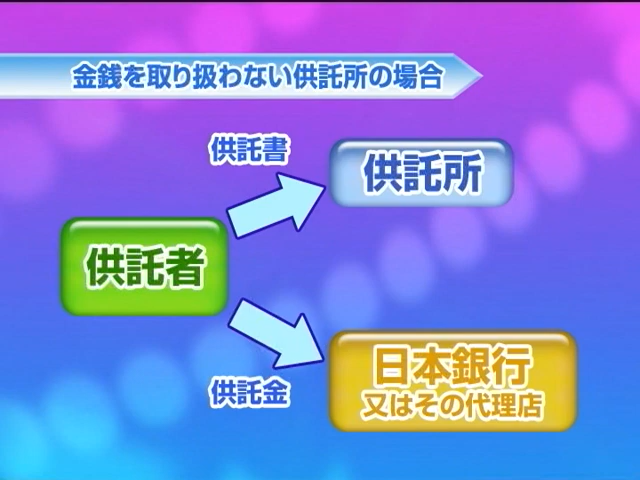 金銭を取り扱わない供託所の場合
供託書
供託所
供託者
供託金
日本銀行
又はその代理店